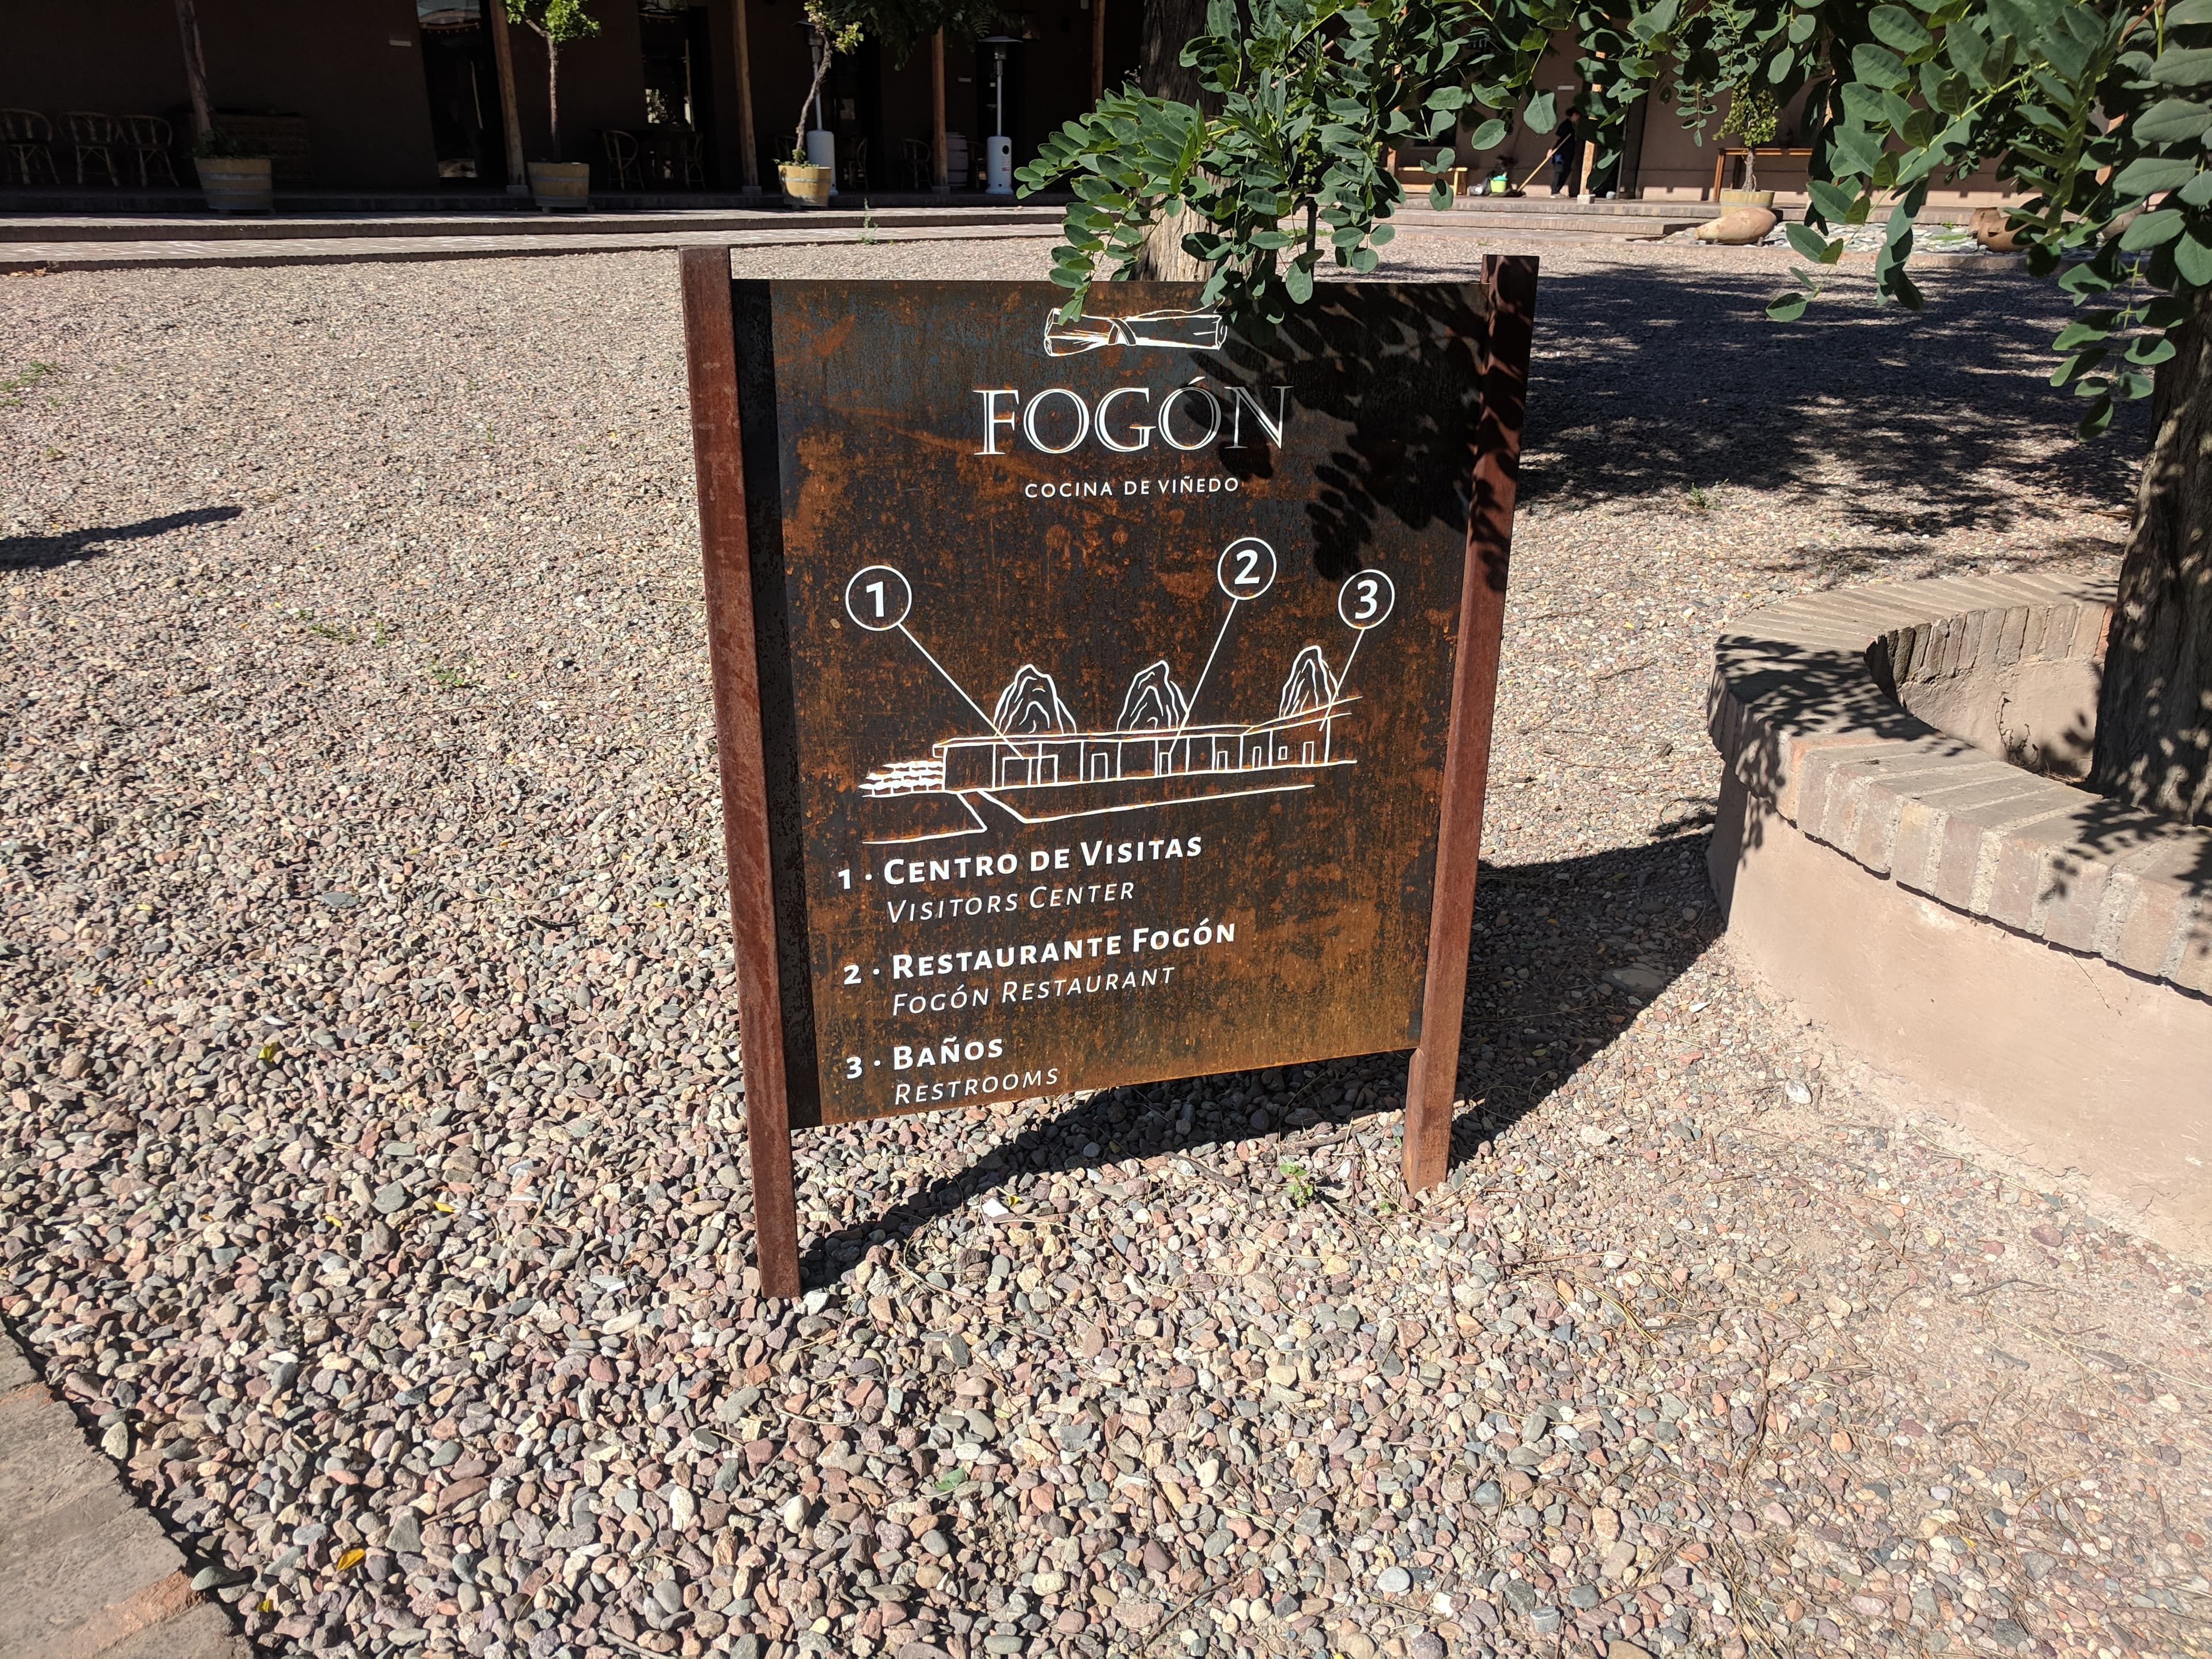 FOGÓN
COCINA DE VIÑEDO
1
2
3
1 · CENTRO DE VISITAS
VISITORS CENTER
2 · RESTAURANTE FOGÓN
FOGÓN RESTAURANT
3 · BAÑOS
RESTROOMS